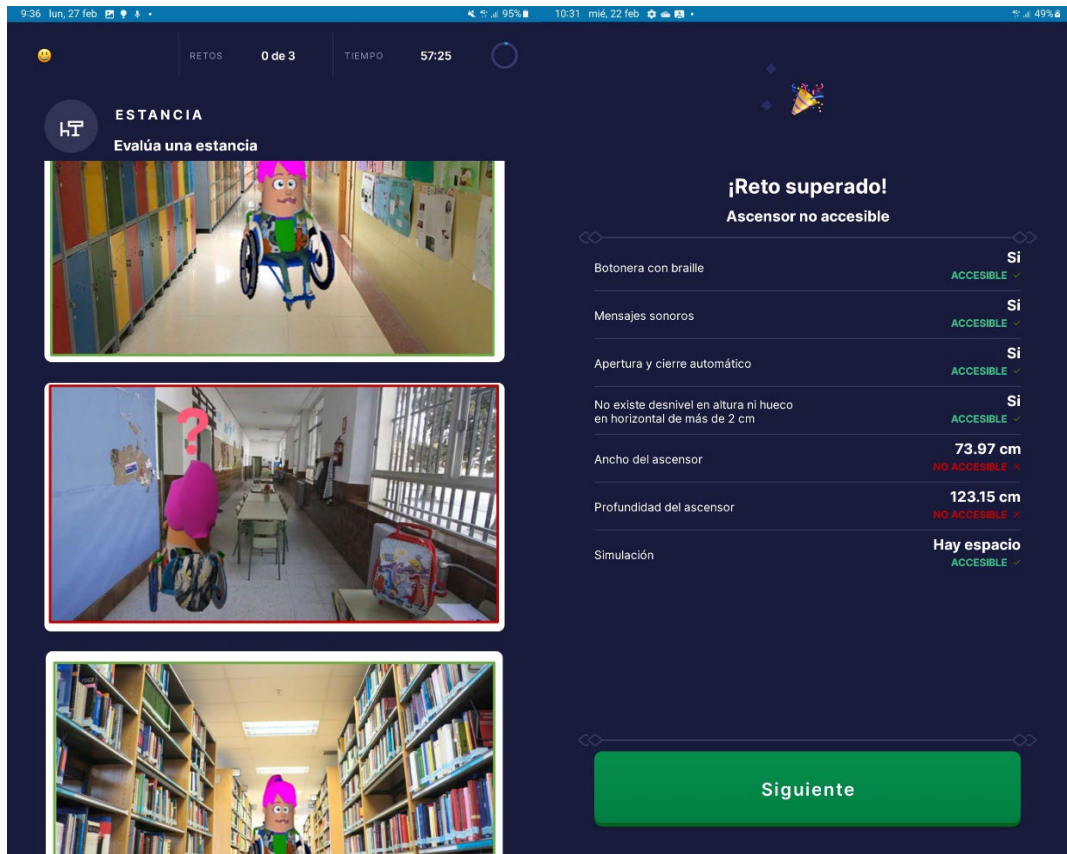 9:36 lun, 27 feb
95%
RETOS 0 de 3 TIEMPO 57:25
ESTANCIA
Evalúa una estancia
?
10:31 mié, 22 feb
49%
¡Reto superado!
Ascensor no accesible
Botonera con braille
Si
ACCESIBLE ✓
Mensajes sonoros
Si
ACCESIBLE ✓
Apertura y cierre automático
Si
ACCESIBLE ✓
No existe desnivel en altura ni hueco
en horizontal de más de 2 cm
Si
ACCESIBLE ✓
Ancho del ascensor
73.97 cm
NO ACCESIBLE ×
Profundidad del ascensor
123.15 cm
NO ACCESIBLE ×
Simulación
Hay espacio
ACCESIBLE ✓
Siguiente